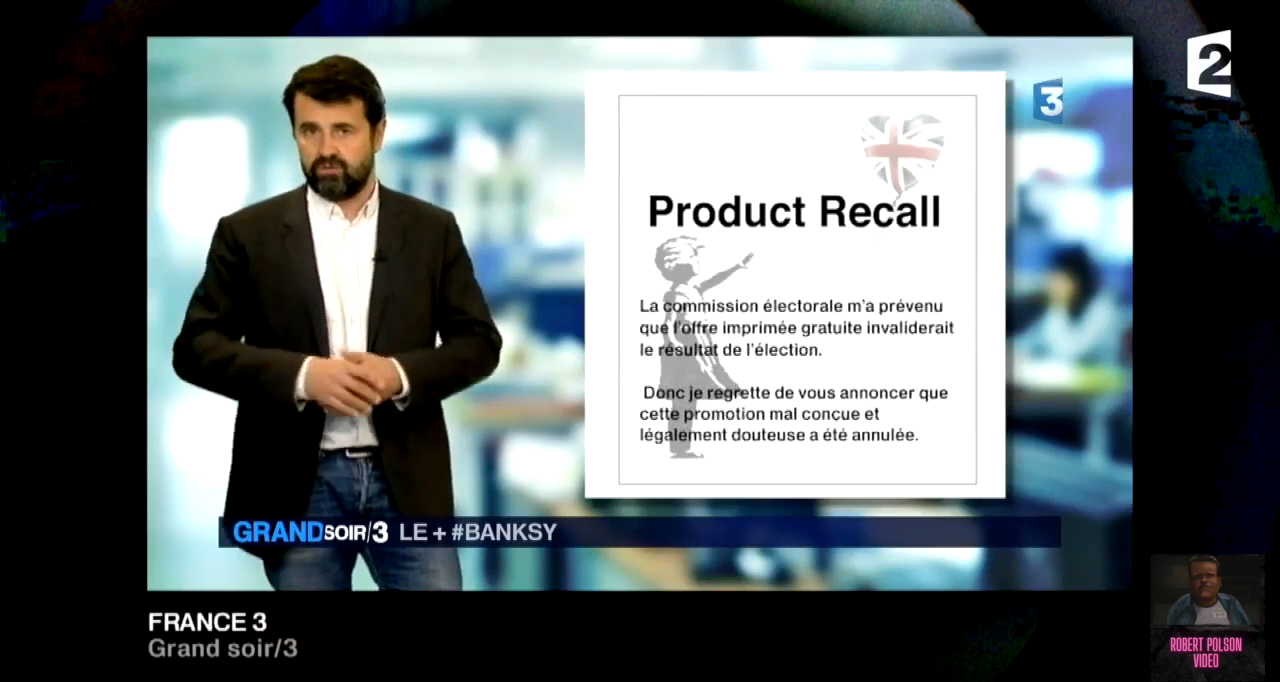 2
3
Product Recall
La commission électorale m'a prévenu
que l'offre imprimée gratuite invaliderait
le résultat de l'élection.
Donc je regrette de vous annoncer que
cette promotion mal conçue et
légalement douteuse a été annulée.
GRAND SOIR/3 LE + #BANKSY
FRANCE 3
Grand soir/3
ROBERT POLSON
VIDEO